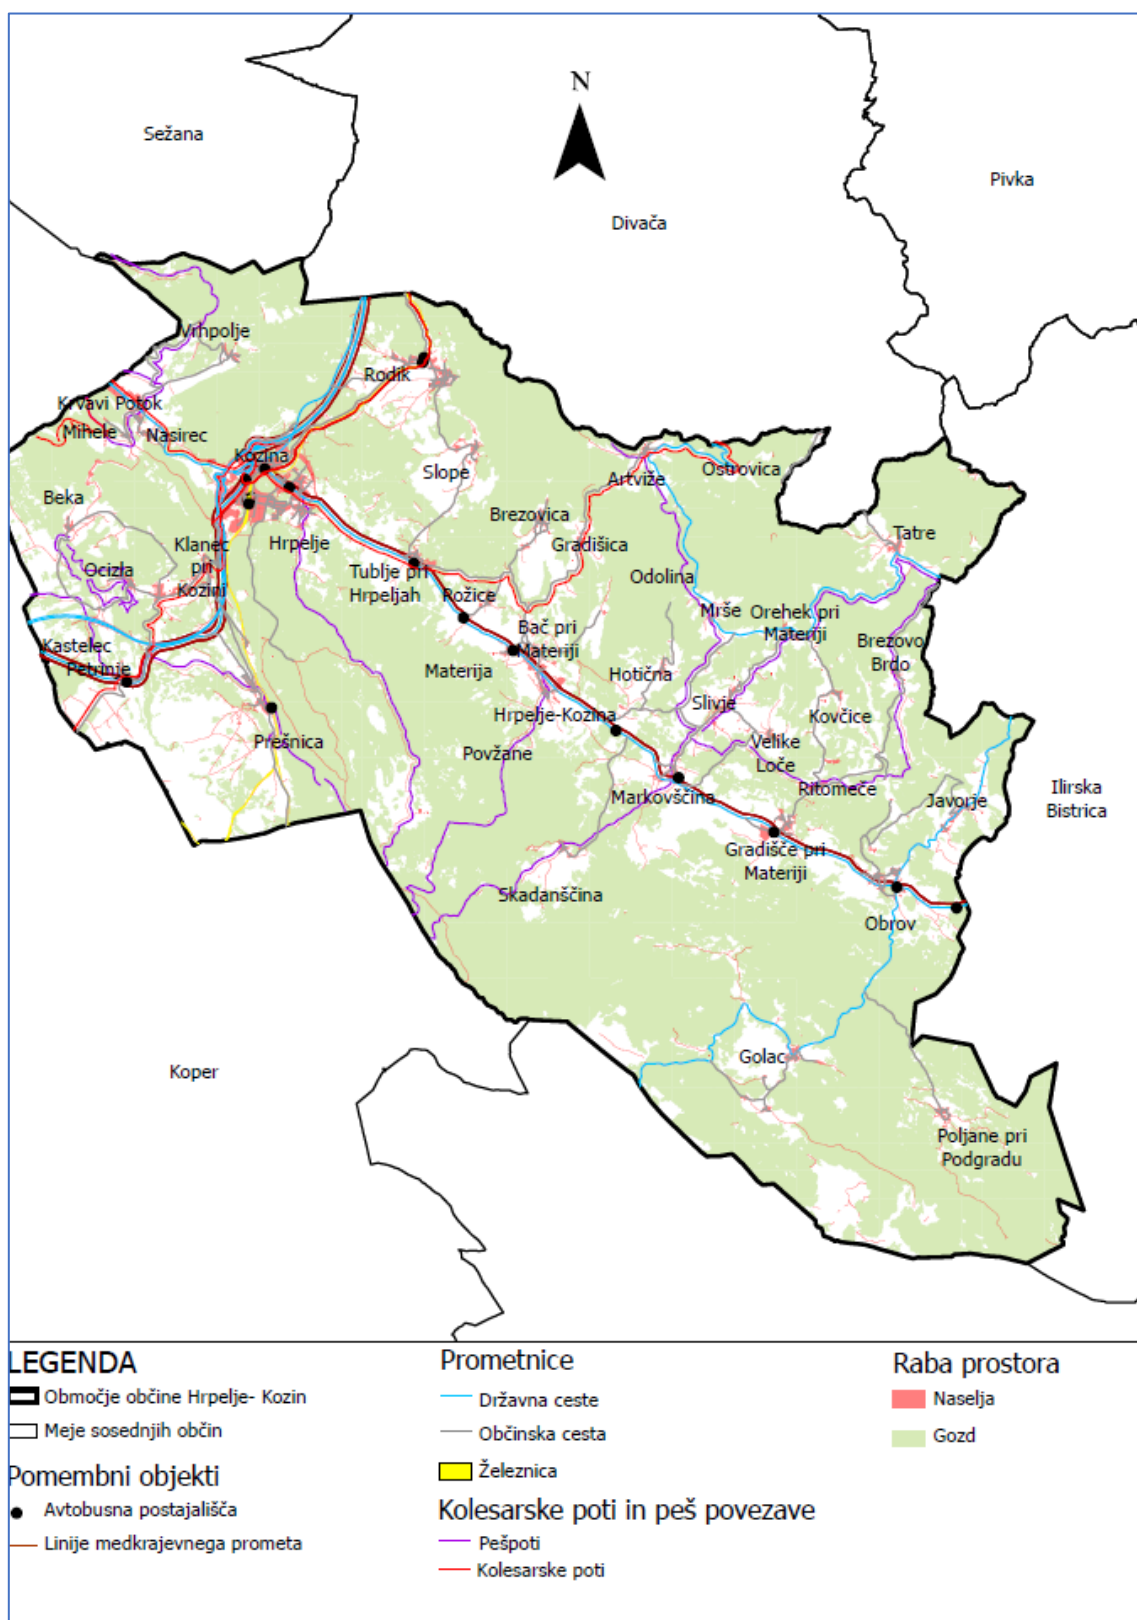 N
Sežana
Divača
Pivka
Vrhpolje
Rodik
Krvavi Potok
Mihele
Nasirec
Kozina
Slope
Ostrovica
Artviže
Beka
Brezovica
Tatre
Klanec
pri
Kozini
Hrpelje
Gradišica
Ocizla
Tublje pri
Hrpeljah
Odolina
Rožice
Mrše
Orehek pri
Materiji
Bač pri
Materiji
Brezovo
Brdo
Kastelec
Petrinje
Materija
Hotična
Slivje
Hrpelje-Kozina
Kovčice
Prešnica
Povžane
Velike
Loče
Ritomeče
Markovščina
Javorje
Ilirska
Bistrica
Gradišče pri
Materiji
Skadanščina
Obrov
Golac
Koper
Poljane pri
Podgradu
LEGENDA
Območje občine Hrpelje- Kozin
Meje sosednjih občin
Pomembni objekti
Avtobusna postajališča
Linije medkrajevnega prometa
Prometnice
Državna ceste
Občinska cesta
Železnica
Kolesarske poti in peš povezave
Pešpoti
Kolesarske poti
Raba prostora
Naselja
Gozd